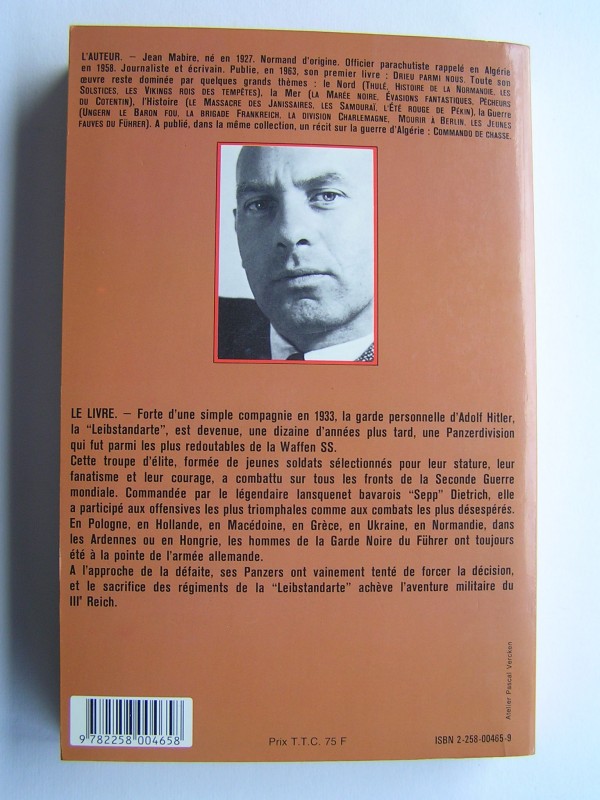 L'AUTEUR. – Jean Mabire, né en 1927. Normand d'origine. Officier parachutiste rappelé en Algérie
en 1958. Journaliste et écrivain. Publie, en 1963, son premier livre : DRIEU PARMI NOUS. Toute son
œuvre reste dominée par quelques grands thèmes : le Nord (THULÉ, HISTOIRE DE LA NORMANDIE, LES
SOLSTICES, LES VIKINGS ROIS DES TEMPÊTES), la Mer (LA MARÉE NOIRE, ÉVASIONS FANTASTIQUES, PÊCHEURS
DU COTENTIN), l'Histoire (LE MASSACRE DES JANISSAIRES, LES SAMOURAÏ, L'ÉTÉ ROUGE DE PÉKIN), la Guerre
(UNGERN LE BARON FOU, LA BRIGADE FRANKREICH, LA DIVISION CHARLEMAGNE, MOURIR À BERLIN, LES JEUNES
FAUVES DU FÜHRER). A publié, dans la même collection, un récit sur la guerre d'Algérie : COMMANDO DE CHASSE.
LE LIVRE. – Forte d'une simple compagnie en 1933, la garde personnelle d'Adolf Hitler,
la "Leibstandarte", est devenue, une dizaine d'années plus tard, une Panzerdivision
qui fut parmi les plus redoutables de la Waffen SS.
Cette troupe d'élite, formée de jeunes soldats sélectionnés pour leur stature, leur
fanatisme et leur courage, a combattu sur tous les fronts de la Seconde Guerre
mondiale. Commandée par le légendaire lansquenet bavarois "Sepp" Dietrich, elle
a participé aux offensives les plus triomphales comme aux combats les plus désespérés.
En Pologne, en Hollande, en Macédoine, en Grèce, en Ukraine, en Normandie, dans
les Ardennes ou en Hongrie, les hommes de la Garde Noire du Führer ont toujours
été à la pointe de l'armée allemande.
A l'approche de la défaite, ses Panzers ont vainement tenté de forcer la décision,
et le sacrifice des régiments de la "Leibstandarte" achève l'aventure militaire du
IIIe Reich.
Atelier Pascal Vercken
9 782258 004658
Prix T.T.C. 75 F
ISBN 2-258-00465-9